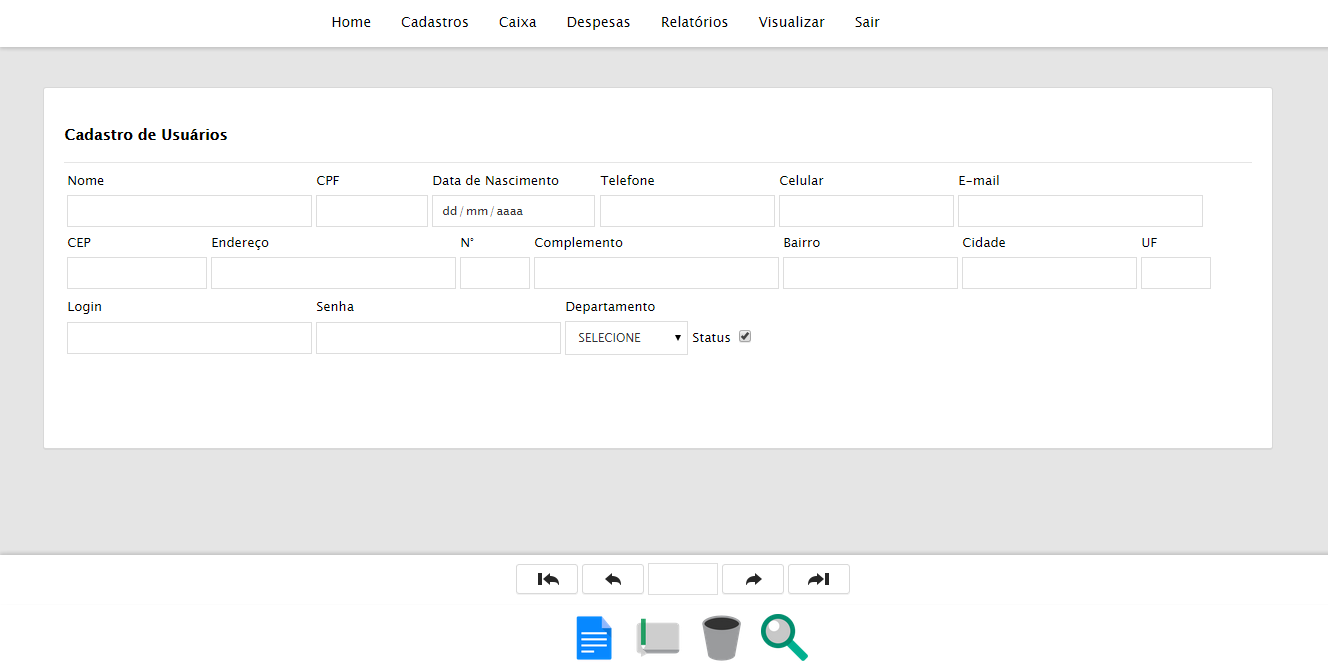 Home Cadastros Caixa Despesas Relatórios Visualizar Sair
Cadastro de Usuários
Nome CPF Data de Nascimento Telefone Celular E-mail
dd/mm/aaaa
CEP Endereço N° Complemento Bairro Cidade UF
Login Senha Departamento
SELECIONE Status